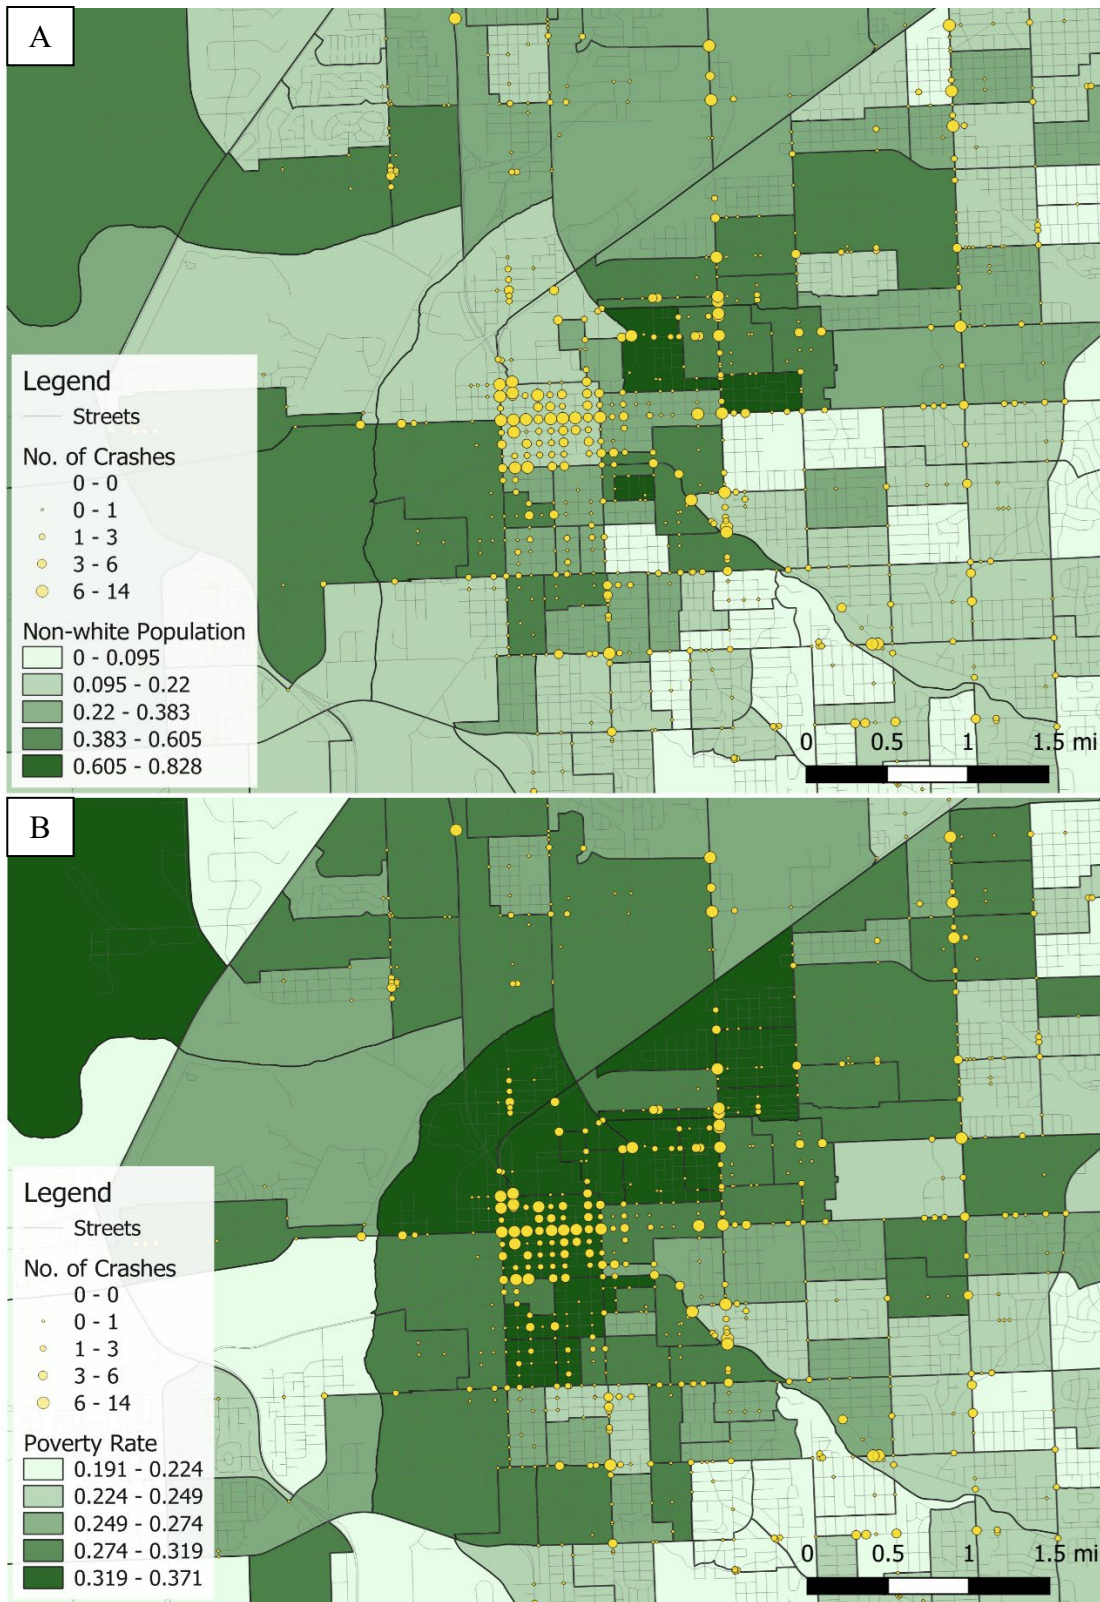 A
Legend
Streets
No. of Crashes
0 - 0
0 - 1
1 - 3
3 - 6
6 - 14
Non-white Population
0 - 0.095
0.095 - 0.22
0.22 - 0.383
0.383 - 0.605
0.605 - 0.828
0 0.5 1 1.5 mi
B
Legend
Streets
No. of Crashes
0 - 0
0 - 1
1 - 3
3 - 6
6 - 14
Poverty Rate
0.191 - 0.224
0.224 - 0.249
0.249 - 0.274
0.274 - 0.319
0.319 - 0.371
0 0.5 1 1.5 mi